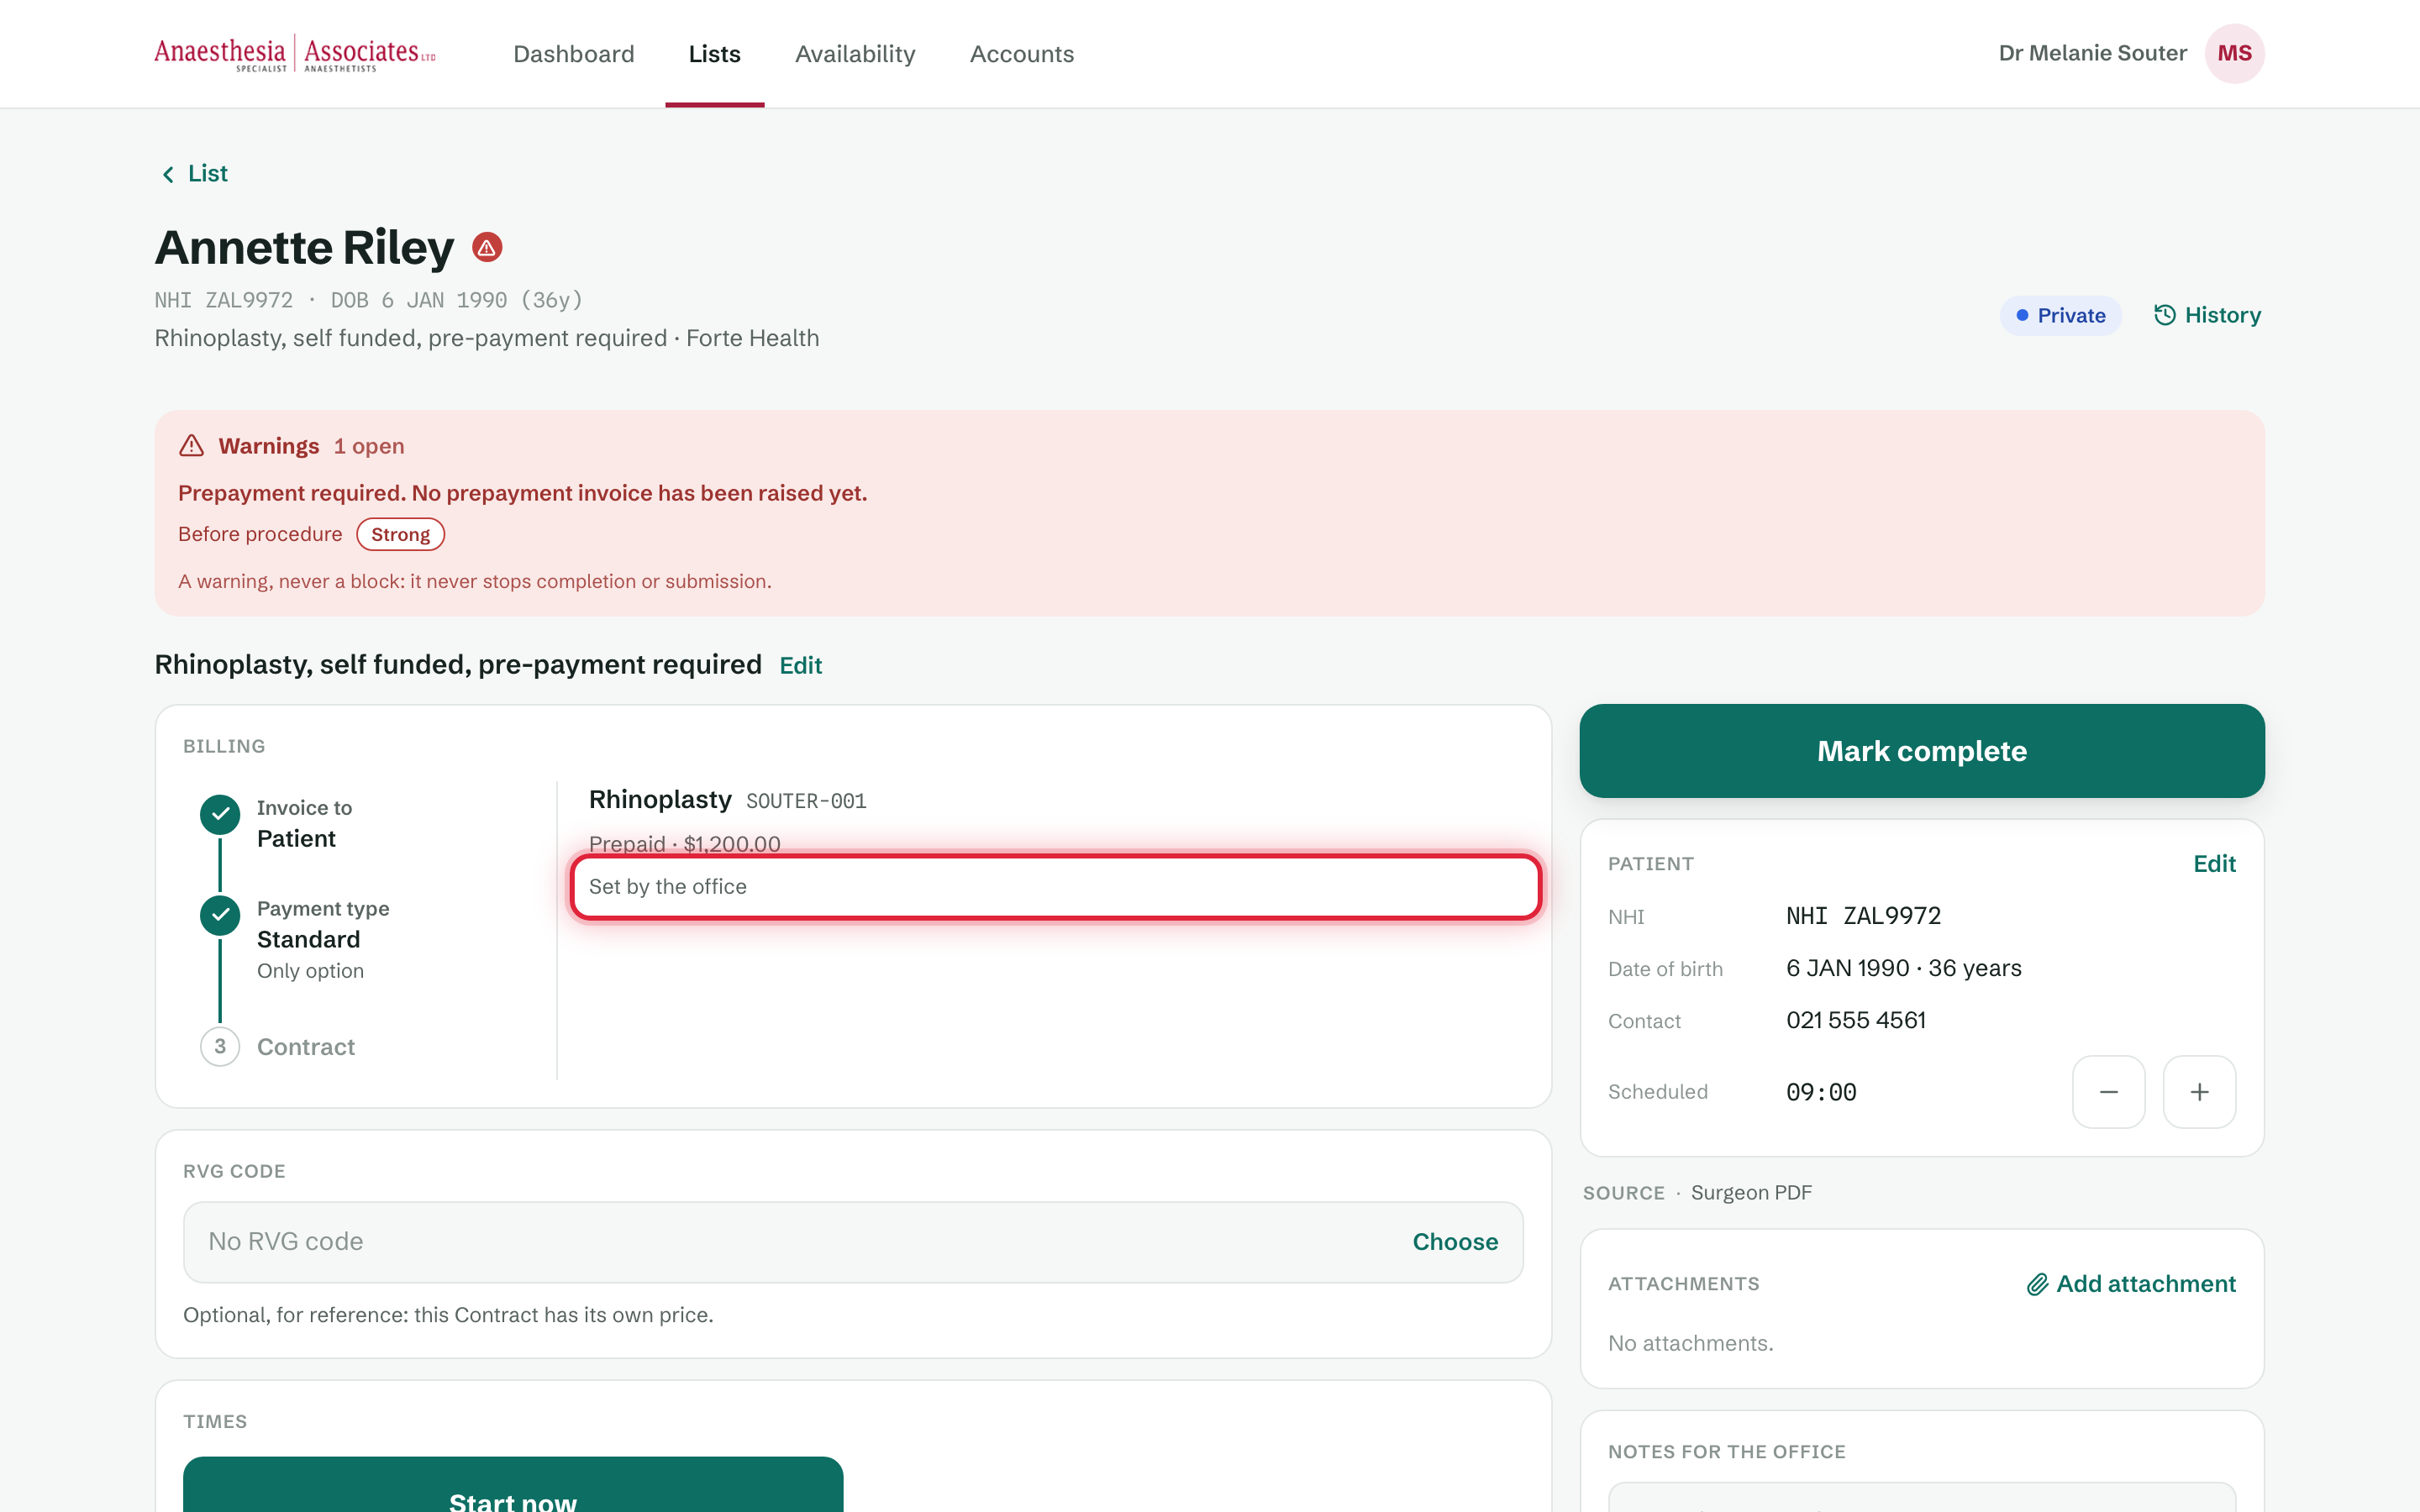 Anaesthesia | Associates LTD
SPECIALIST ANAESTHETISTS
Dashboard
Lists
Availability
Accounts
Dr Melanie Souter
MS
List
Annette Riley
NHI ZAL9972 · DOB 6 JAN 1990 (36y)
Rhinoplasty, self funded, pre-payment required · Forte Health
Private
History
Warnings 1 open
Prepayment required. No prepayment invoice has been raised yet.
Before procedure Strong
A warning, never a block: it never stops completion or submission.
Rhinoplasty, self funded, pre-payment required Edit
BILLING
Invoice to
Patient
Payment type
Standard
Only option
3 Contract
Rhinoplasty SOUTER-001
Prepaid · $1,200.00
Set by the office
RVG CODE
No RVG code Choose
Optional, for reference: this Contract has its own price.
TIMES
Start now
Mark complete
PATIENT Edit
NHI NHI ZAL9972
Date of birth 6 JAN 1990 · 36 years
Contact 021 555 4561
Scheduled 09:00 − +
SOURCE · Surgeon PDF
ATTACHMENTS Add attachment
No attachments.
NOTES FOR THE OFFICE